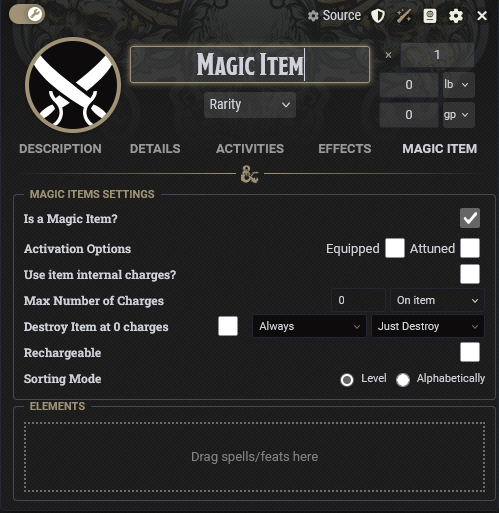 Source
Magic Item
× 1
Rarity
0 lb
0 gp
DESCRIPTION DETAILS ACTIVITIES EFFECTS MAGIC ITEM
&
MAGIC ITEMS SETTINGS
Is a Magic Item?
Activation Options Equipped Attuned
Use item internal charges?
Max Number of Charges 0 On item
Destroy Item at 0 charges Always Just Destroy
Rechargeable
Sorting Mode Level Alphabetically
ELEMENTS
Drag spells/feats here